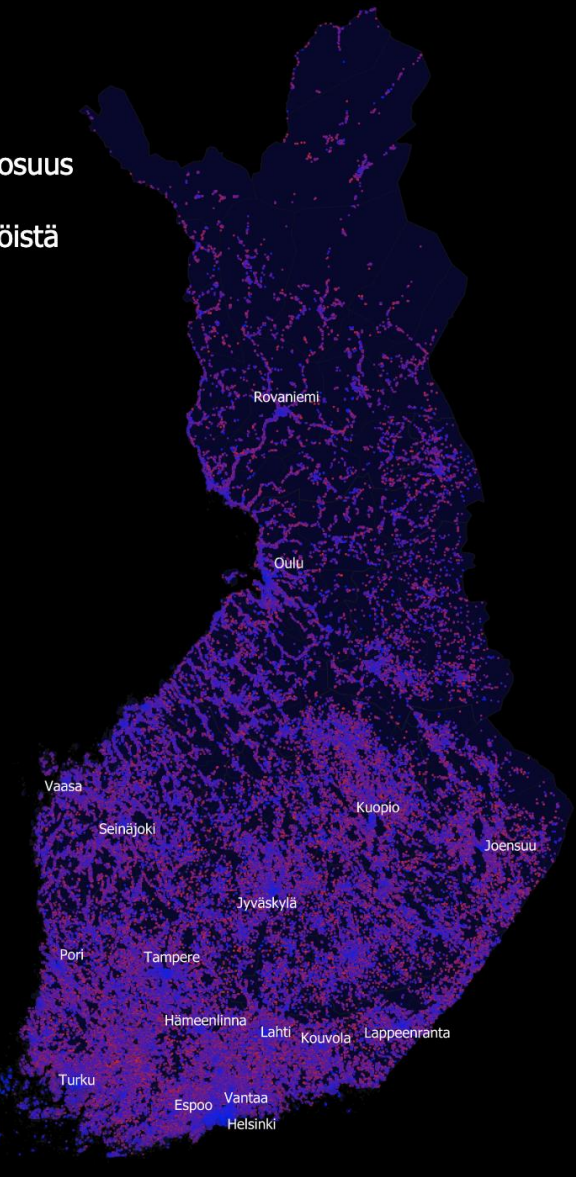 osuus
öistä
Rovaniemi
Oulu
Vaasa
Kuopio
Seinäjoki
Joensuu
Jyväskylä
Pori
Tampere
Hämeenlinna
Lahti
Kouvola
Lappeenranta
Turku
Espoo
Vantaa
Helsinki